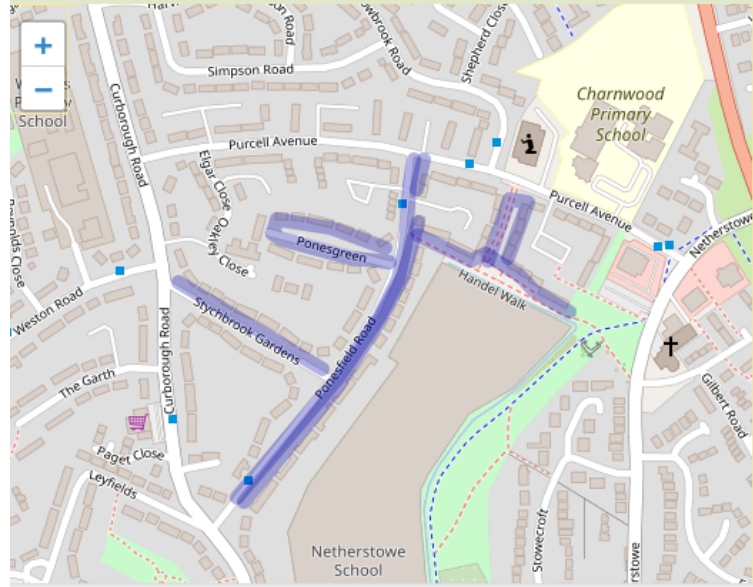 +
−
School
Simpson Road
Shepherd Close
Curborough Road
Purcell Avenue
Charnwood
Primary
School
Elgar Close
Oakley Close
Purcell Avenue
Ponesgreen
Handel Walk
Weston Road
Stychbrook Gardens
Ponesfield Road
Curborough Road
The Garth
Paget Close
Leyfields
Gilbert Road
Stowecroft
Netherstowe
School
Netherstowe